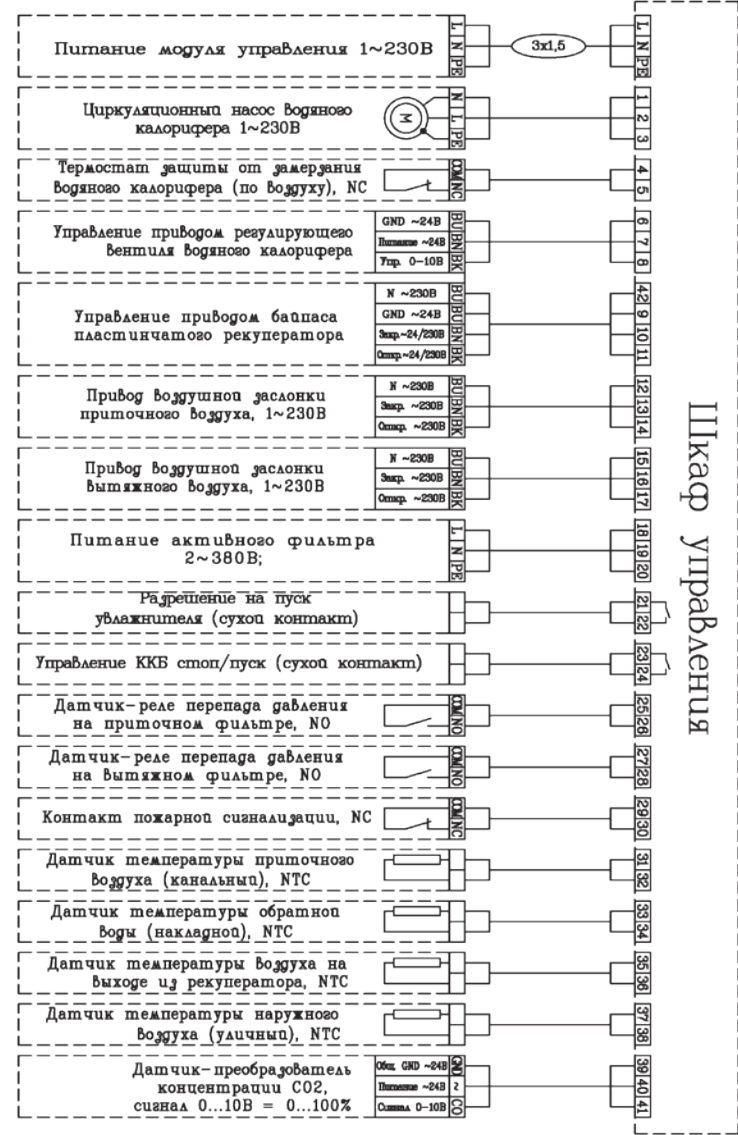 Питание модуля управления 1~230В
L
N
PE
3х1,5
L
N
PE
Циркуляционный насос водяного
калорифера 1~230В
M
N
L
PE
1
2
3
Термостат защиты от замерзания
водяного калорифера (по воздуху), NC
COM
NC
4
5
Управление приводом регулирующего
вентиля водяного калорифера
GND ~24В
Питание ~24В
Упр. 0-10В
BU
BN
BK
6
7
8
Управление приводом байпаса
пластинчатого рекуператора
N ~230В
GND ~24В
Закр.~24/230В
Откр.~24/230В
BU
BU
BN
BK
42
9
10
11
Привод воздушной заслонки
приточного воздуха, 1~230В
N ~230В
Закр. ~230В
Откр. ~230В
BU
BN
BK
12
13
14
Привод воздушной заслонки
вытяжного воздуха, 1~230В
N ~230В
Закр. ~230В
Откр. ~230В
BU
BN
BK
15
16
17
Питание активного фильтра
2~380В;
L
N
PE
18
19
20
Разрешение на пуск
увлажнителя (сухой контакт)
21
22
Управление ККБ стоп/пуск (сухой контакт)
23
24
Датчик-реле перепада давления
на приточном фильтре, NO
COM
NO
25
26
Датчик-реле перепада давления
на вытяжном фильтре, NO
COM
NO
27
28
Контакт пожарной сигнализации, NC
COM
NC
29
30
Датчик температуры приточного
воздуха (канальный), NTC
31
32
Датчик температуры обратной
воды (накладной), NTC
33
34
Датчик температуры воздуха на
выходе из рекуператора, NTC
35
36
Датчик температуры наружного
воздуха (уличный), NTC
37
38
Датчик-преобразователь
концентрации СО2,
сигнал 0...10В = 0...100%
Общ. GND ~24В
Питание ~24В
Сигнал 0-10В
GND
~
CO
39
40
41
Шкаф управления